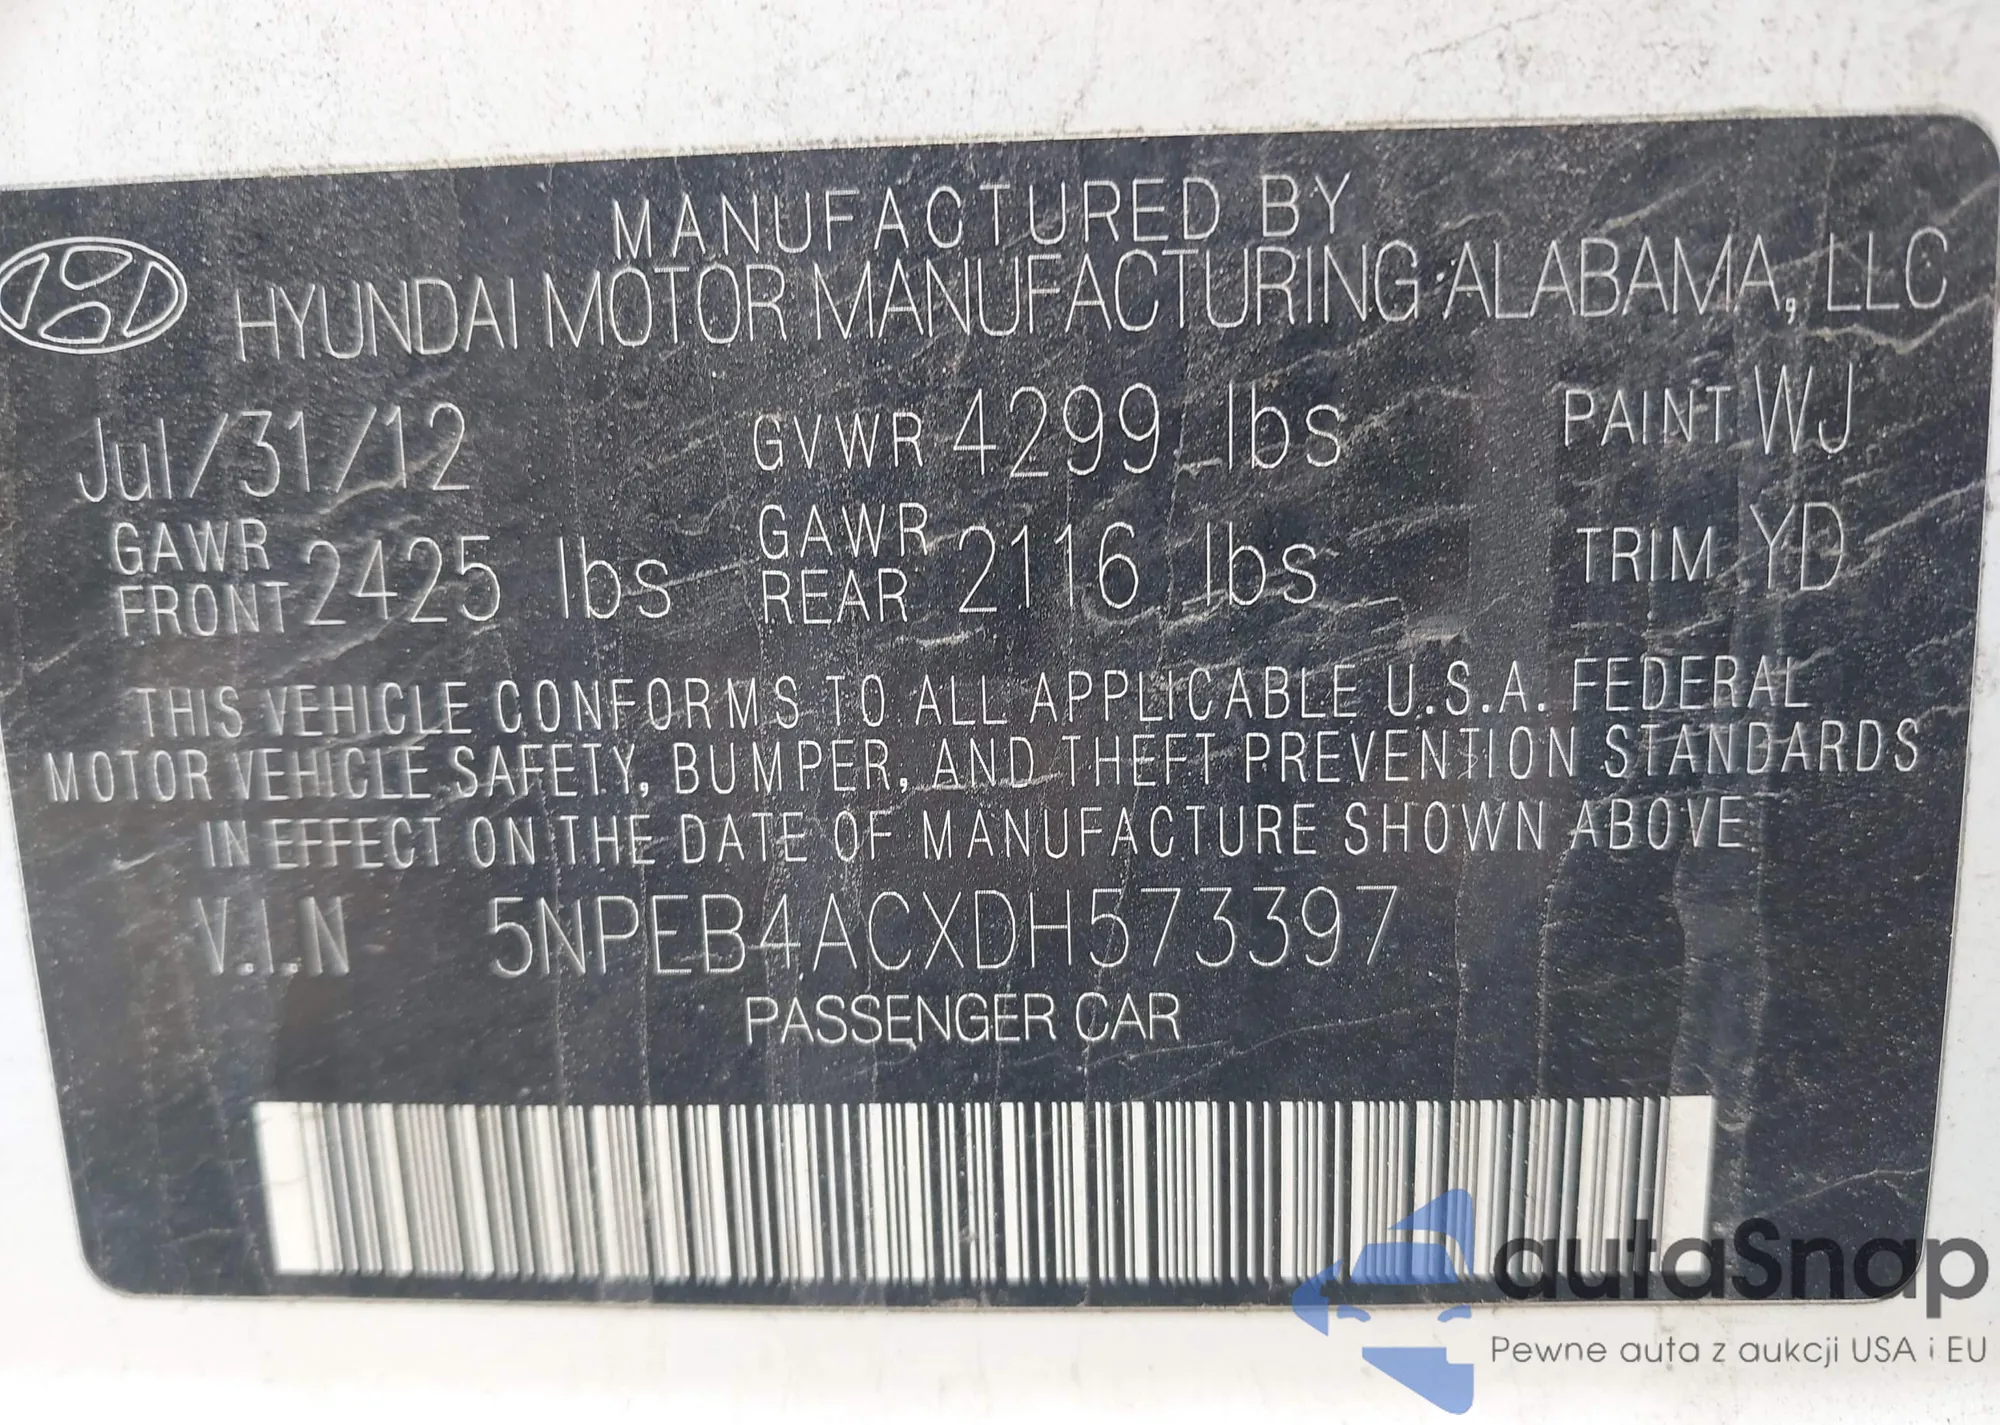 MANUFACTURED BY
HYUNDAI MOTOR MANUFACTURING ALABAMA, LLC
Jul/31/12 GVWR 4299 lbs PAINT WJ
GAWR FRONT 2425 lbs GAWR REAR 2116 lbs TRIM YD
THIS VEHICLE CONFORMS TO ALL APPLICABLE U.S.A. FEDERAL
MOTOR VEHICLE SAFETY, BUMPER, AND THEFT PREVENTION STANDARDS
IN EFFECT ON THE DATE OF MANUFACTURE SHOWN ABOVE
V.I.N 5NPEB4ACXDH573397
PASSENGER CAR
autaSnap
Pewne auta z aukcji USA i EU